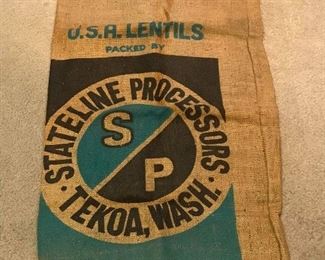 U.S.A. LENTILS
PACKED BY
STATELINE PROCESSORS
S
P
TEKOA, WASH.